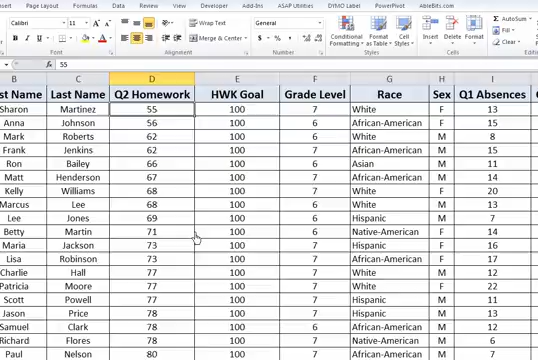 Insert Page Layout Formulas Data Review View Developer Add-Ins ASAP Utilities DYMO Label PowerPivot AbleBits.com
Calibri 11 Wrap Text General AutoSum
Merge & Center Conditional Formatting Format as Table Cell Styles Insert Delete Format Fill
Clear
Font Alignment Number Styles Cells
55
B C D E F G H I
st Name Last Name Q2 Homework HWK Goal Grade Level Race Sex Q1 Absences
Sharon Martinez 55 100 7 White F 13
Anna Johnson 56 100 6 African-American F 15
Mark Roberts 62 100 6 White M 8
Frank Jenkins 62 100 7 African-American M 15
Ron Bailey 66 100 6 Asian M 11
Matt Henderson 67 100 7 African-American M 14
Kelly Williams 68 100 7 White F 20
Marcus Lee 68 100 6 White M 13
Lee Jones 69 100 6 Hispanic M 7
Betty Martin 71 100 6 Native-American F 14
Maria Jackson 73 100 7 Hispanic F 16
Lisa Robinson 73 100 7 African-American F 17
Charlie Hall 77 100 7 White M 12
Patricia Moore 77 100 7 White F 22
Scott Powell 77 100 7 Hispanic M 11
Jason Price 78 100 7 Hispanic M 13
Samuel Clark 78 100 6 African-American M 12
Richard Flores 78 100 7 Native-American M 6
Paul Nelson 80 100 7 African-American M 7